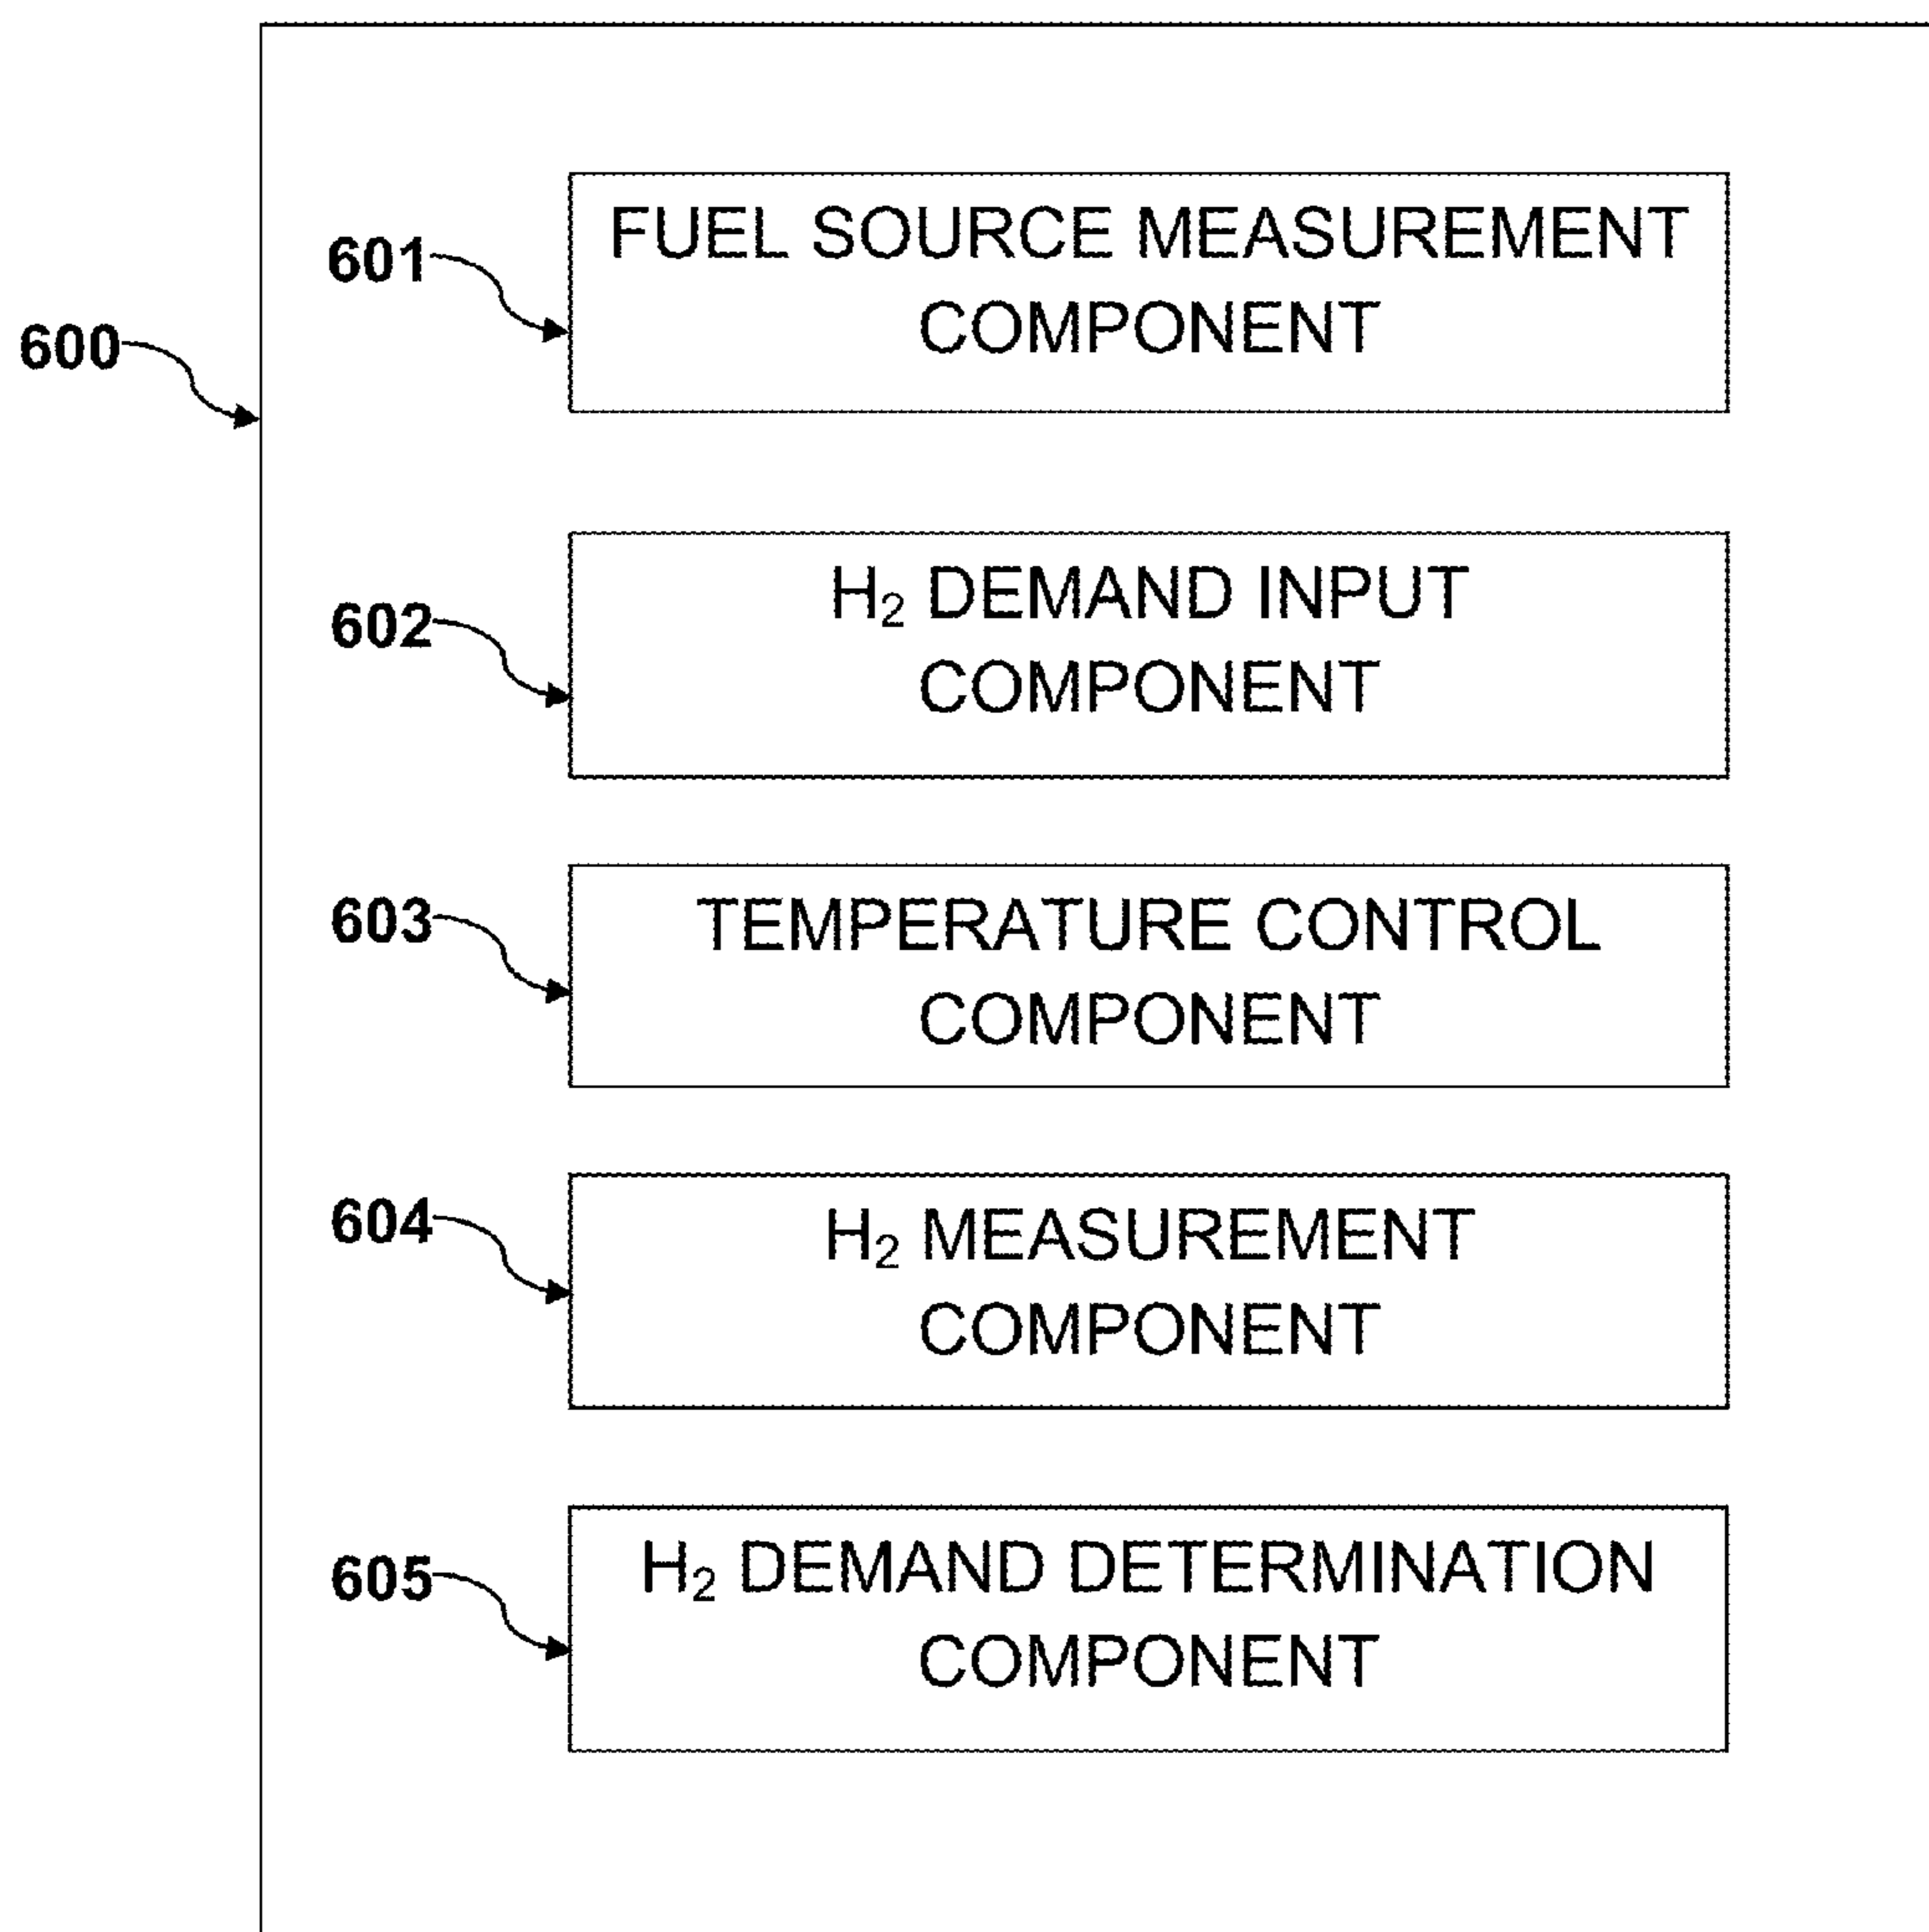 601
FUEL SOURCE MEASUREMENT
COMPONENT
600
602
H₂ DEMAND INPUT
COMPONENT
603
TEMPERATURE CONTROL
COMPONENT
604
H₂ MEASUREMENT
COMPONENT
605
H₂ DEMAND DETERMINATION
COMPONENT